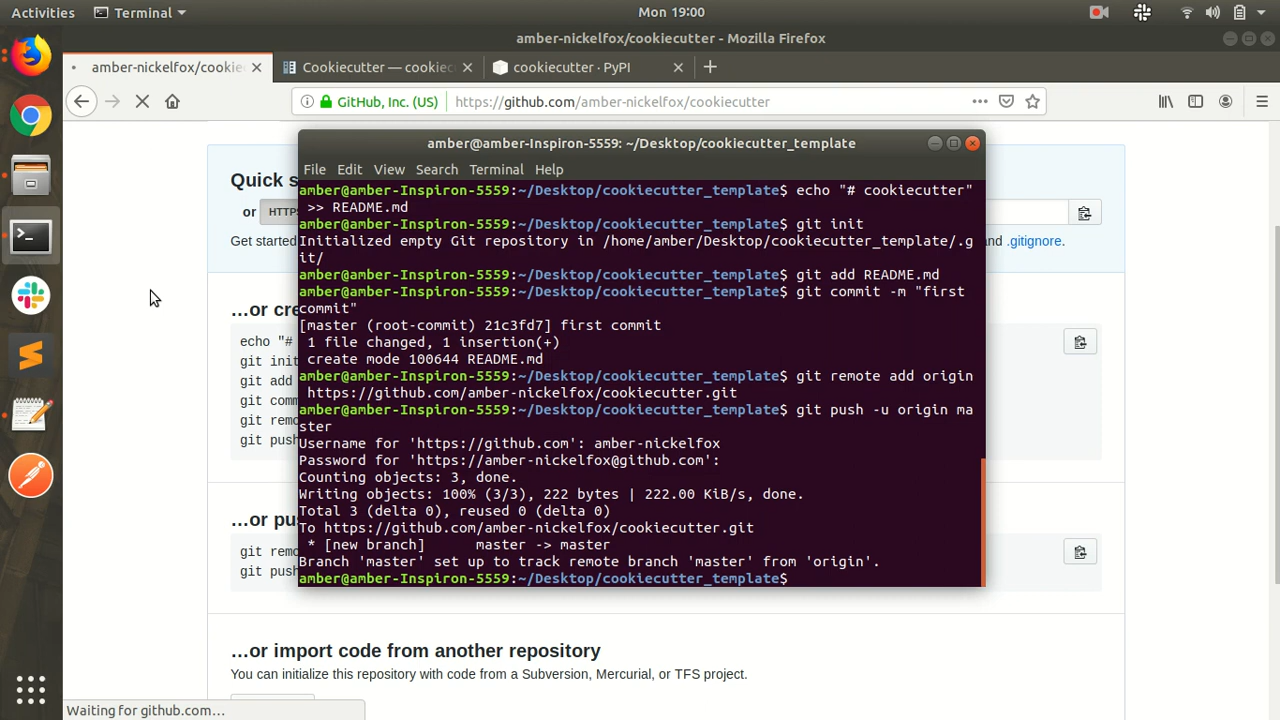 Activities
Terminal
Mon 19:00
amber-nickelfox/cookiecutter - Mozilla Firefox
amber-nickelfox/cookie
Cookiecutter — cookiec
cookiecutter · PyPI
GitHub, Inc. (US)
https://github.com/amber-nickelfox/cookiecutter
Quick s
or HTTP
Get started
and .gitignore.
amber@amber-Inspiron-5559: ~/Desktop/cookiecutter_template
File Edit View Search Terminal Help
amber@amber-Inspiron-5559:~/Desktop/cookiecutter_template$ echo "# cookiecutter"
>> README.md
amber@amber-Inspiron-5559:~/Desktop/cookiecutter_template$ git init
Initialized empty Git repository in /home/amber/Desktop/cookiecutter_template/.g
it/
amber@amber-Inspiron-5559:~/Desktop/cookiecutter_template$ git add README.md
amber@amber-Inspiron-5559:~/Desktop/cookiecutter_template$ git commit -m "first
commit"
[master (root-commit) 21c3fd7] first commit
1 file changed, 1 insertion(+)
create mode 100644 README.md
amber@amber-Inspiron-5559:~/Desktop/cookiecutter_template$ git remote add origin
https://github.com/amber-nickelfox/cookiecutter.git
amber@amber-Inspiron-5559:~/Desktop/cookiecutter_template$ git push -u origin ma
ster
Username for 'https://github.com': amber-nickelfox
Password for 'https://amber-nickelfox@github.com':
Counting objects: 3, done.
Writing objects: 100% (3/3), 222 bytes | 222.00 KiB/s, done.
Total 3 (delta 0), reused 0 (delta 0)
To https://github.com/amber-nickelfox/cookiecutter.git
* [new branch] master -> master
Branch 'master' set up to track remote branch 'master' from 'origin'.
amber@amber-Inspiron-5559:~/Desktop/cookiecutter_template$
…or cre
echo "#
git init
git add
git com
git rem
git push
…or pu
git rem
git push
…or import code from another repository
You can initialize this repository with code from a Subversion, Mercurial, or TFS project.
Waiting for github.com…